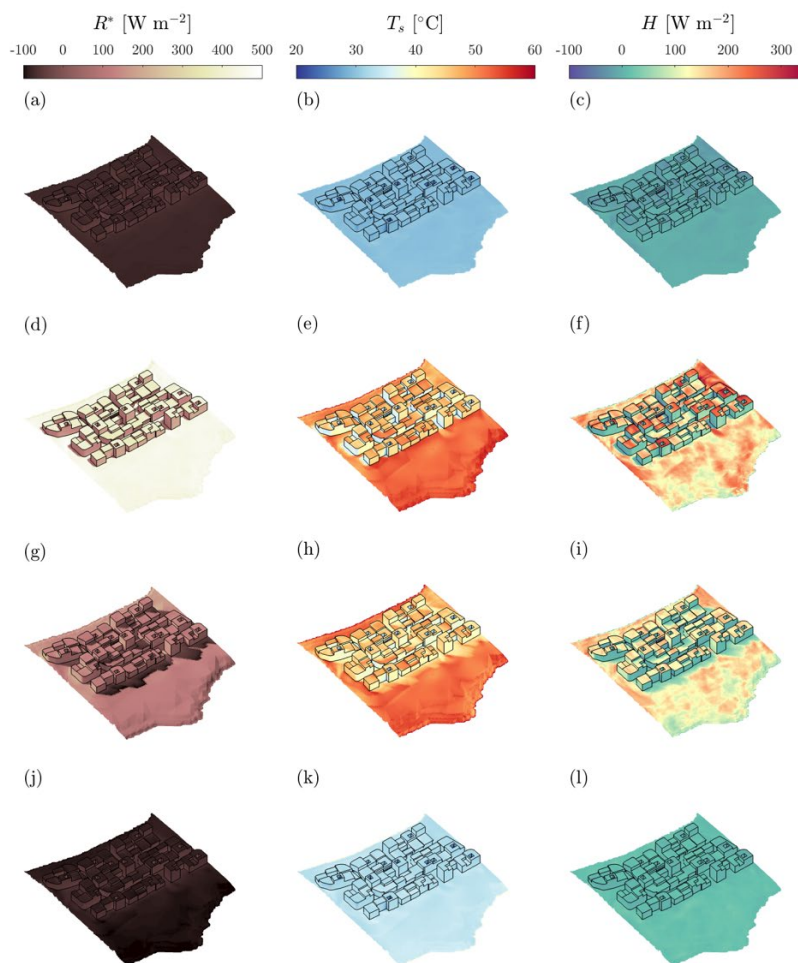 R* [W m−2] Ts [°C] H [W m−2]
-100 0 100 200 300 400 500 20 30 40 50 60 -100 0 100 200 300
(a) (b) (c)
(d) (e) (f)
(g) (h) (i)
(j) (k) (l)